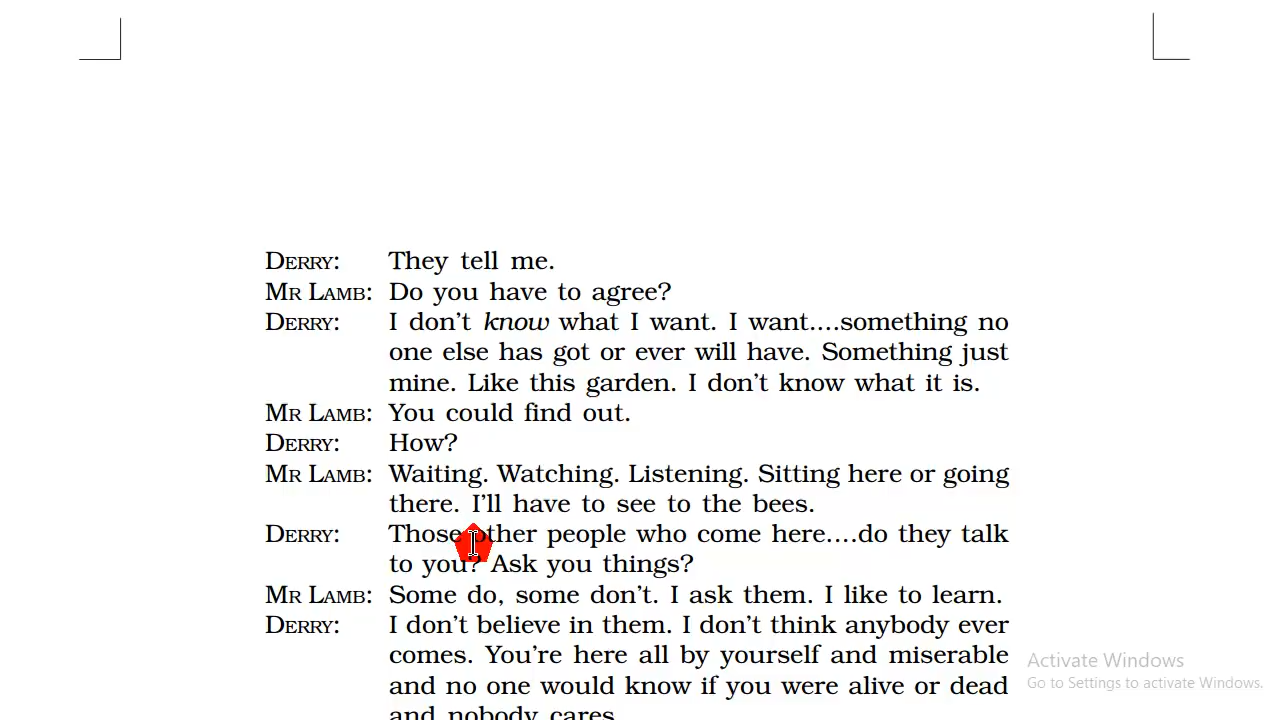 DERRY: They tell me.
MR LAMB: Do you have to agree?
DERRY: I don't know what I want. I want....something no
one else has got or ever will have. Something just
mine. Like this garden. I don't know what it is.
MR LAMB: You could find out.
DERRY: How?
MR LAMB: Waiting. Watching. Listening. Sitting here or going
there. I'll have to see to the bees.
DERRY: Those other people who come here....do they talk
to you? Ask you things?
MR LAMB: Some do, some don't. I ask them. I like to learn.
DERRY: I don't believe in them. I don't think anybody ever
comes. You're here all by yourself and miserable
and no one would know if you were alive or dead
and nobody cares.
Activate Windows
Go to Settings to activate Windows.